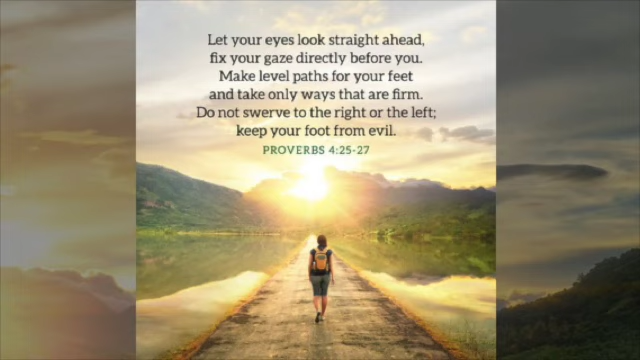 Let your eyes look straight ahead,
fix your gaze directly before you.
Make level paths for your feet
and take only ways that are firm.
Do not swerve to the right or the left;
keep your foot from evil.
PROVERBS 4:25-27